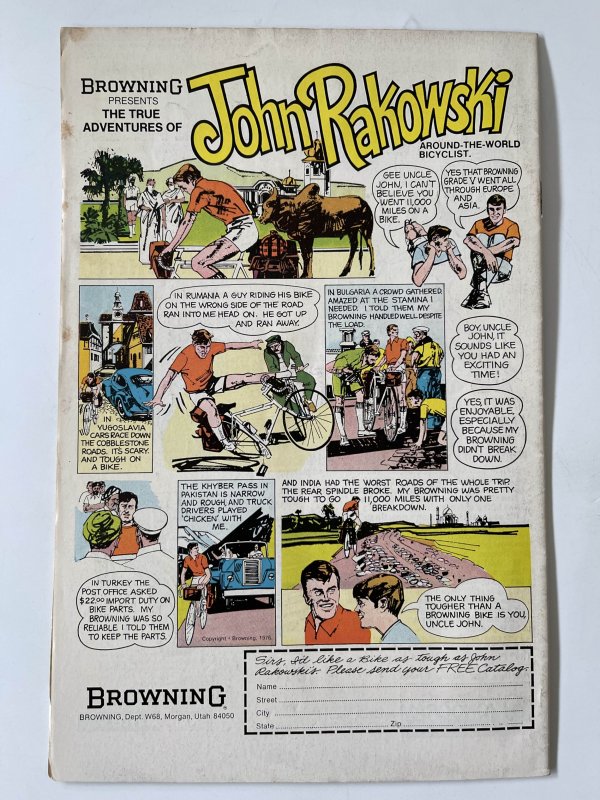 BROWNING
PRESENTS
THE TRUE
ADVENTURES OF
John Rakowski
AROUND-THE-WORLD
BICYCLIST.
GEE UNCLE
JOHN, I CAN'T
BELIEVE YOU
WENT 11,000
MILES ON A
BIKE.
YES THAT BROWNING
GRADE V WENT ALL
THROUGH EUROPE
AND
ASIA.
IN
YUGOSLAVIA
CARS RACE DOWN
THE COBBLESTONE
ROADS. IT'S SCARY.
AND TOUGH ON
A BIKE.
IN RUMANIA A GUY RIDING HIS BIKE
ON THE WRONG SIDE OF THE ROAD
RAN INTO ME HEAD ON. HE GOT UP
AND RAN AWAY.
IN BULGARIA A CROWD GATHERED,
AMAZED AT THE STAMINA I
NEEDED. I TOLD THEM MY
BROWNING HANDLED WELL DESPITE
THE LOAD.
BOY, UNCLE
JOHN, IT
SOUNDS LIKE
YOU HAD AN
EXCITING
TIME!
YES, IT WAS
ENJOYABLE,
ESPECIALLY
BECAUSE MY
BROWNING
DIDN'T BREAK
DOWN.
IN TURKEY THE
POST OFFICE ASKED
$22.00 IMPORT DUTY ON
BIKE PARTS. MY
BROWNING WAS SO
RELIABLE I TOLD THEM
TO KEEP THE PARTS.
THE KHYBER PASS IN
PAKISTAN IS NARROW
AND ROUGH, AND TRUCK
DRIVERS PLAYED
'CHICKEN' WITH
ME.
Copyright • Browning, 1975.
AND INDIA HAD THE WORST ROADS OF THE WHOLE TRIP.
THE REAR SPINDLE BROKE. MY BROWNING WAS PRETTY
TOUGH TO GO 11,000 MILES WITH ONLY ONE
BREAKDOWN.
THE ONLY THING
TOUGHER THAN A
BROWNING BIKE IS YOU,
UNCLE JOHN.
BROWNING
BROWNING, Dept. W68, Morgan, Utah 84050
Sirs, I'd like a Bike as tough as John
Rakowski's. Please send your FREE Catalog.
Name
Street
City
State Zip